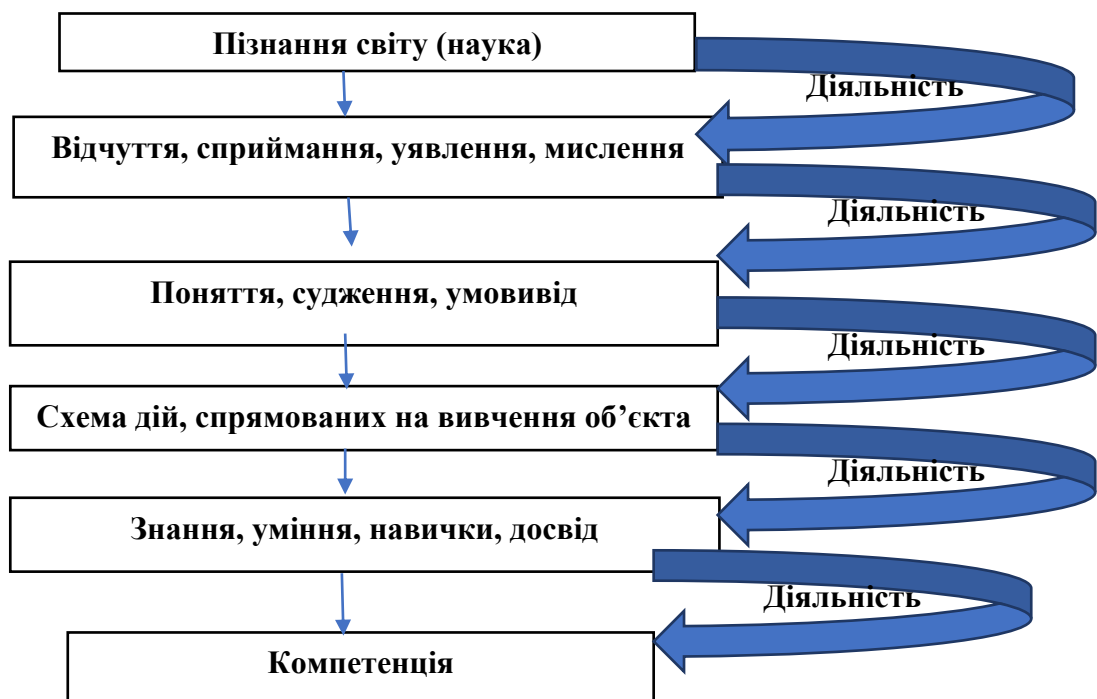 Пізнання світу (наука)
Діяльність
Відчуття, сприймання, уявлення, мислення
Діяльність
Поняття, судження, умовивід
Діяльність
Схема дій, спрямованих на вивчення об’єкта
Діяльність
Знання, уміння, навички, досвід
Діяльність
Компетенція